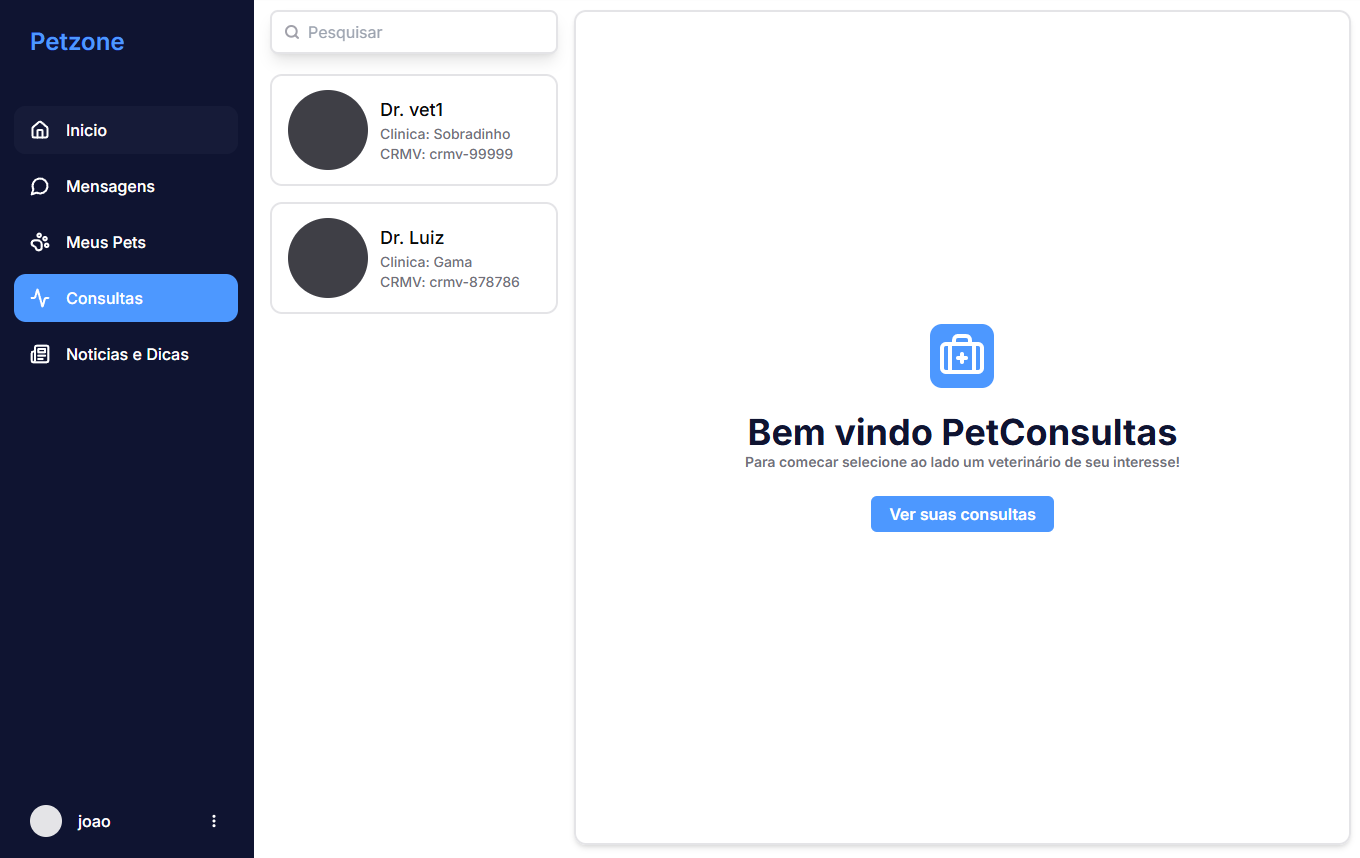 Petzone
Inicio
Mensagens
Meus Pets
Consultas
Noticias e Dicas
joao
Pesquisar
Dr. vet1
Clinica: Sobradinho
CRMV: crmv-99999
Dr. Luiz
Clinica: Gama
CRMV: crmv-878786
Bem vindo PetConsultas
Para comecar selecione ao lado um veterinário de seu interesse!
Ver suas consultas